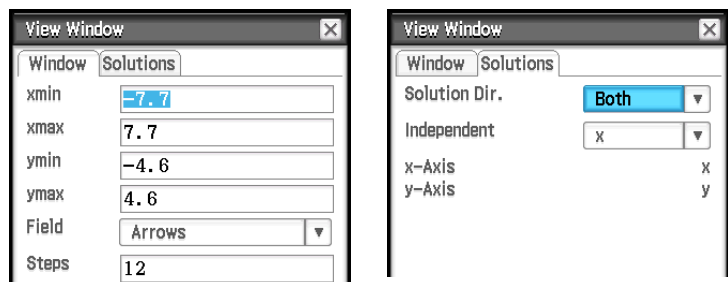 View Window
Window Solutions
xmin -7.7
xmax 7.7
ymin -4.6
ymax 4.6
Field Arrows
Steps 12
View Window
Window Solutions
Solution Dir. Both
Independent x
x-Axis x
y-Axis y